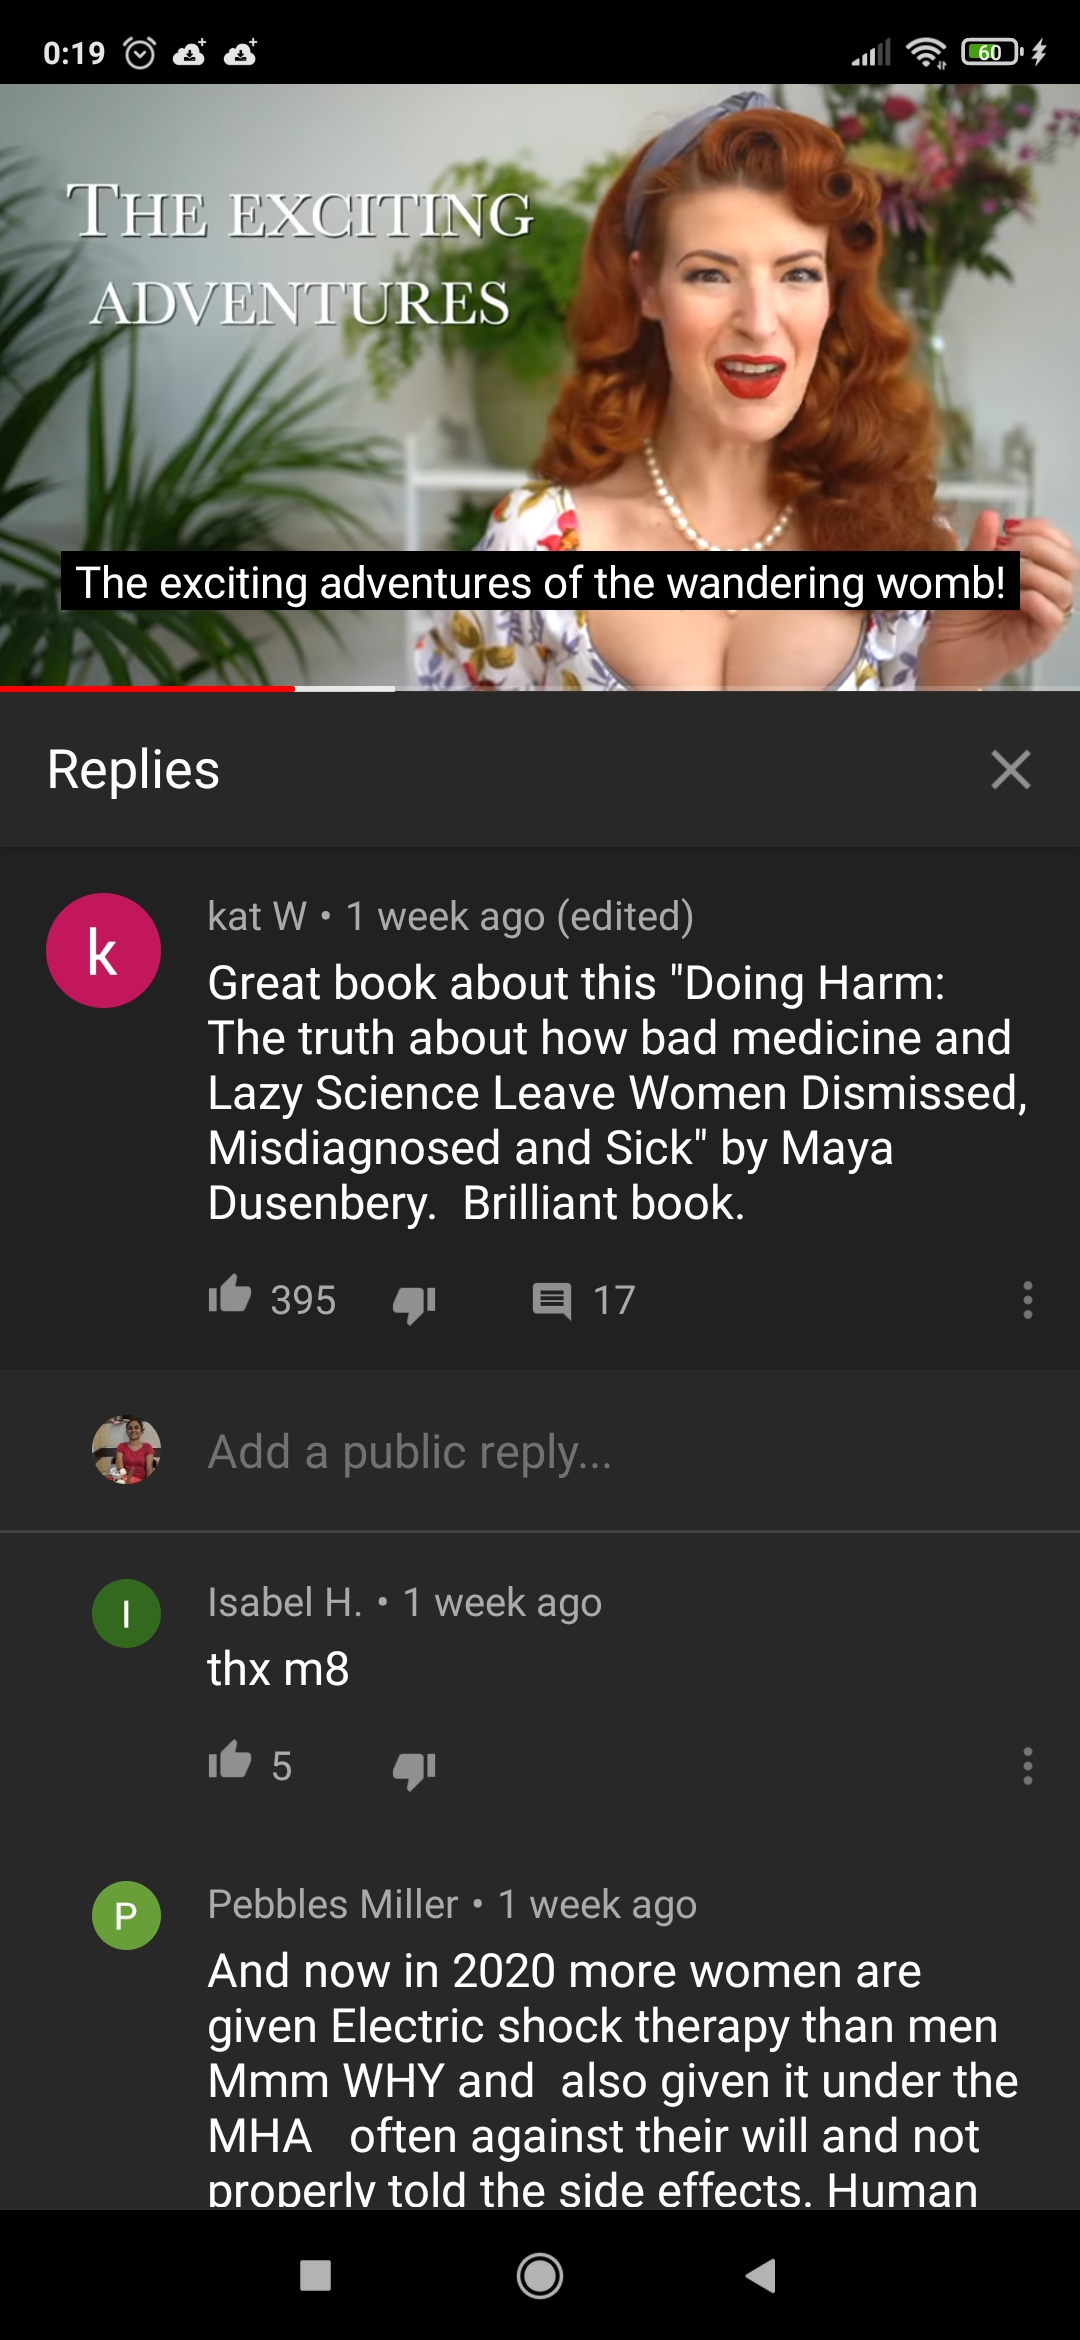 0:19
60
THE EXCITING
ADVENTURES
The exciting adventures of the wandering womb!
Replies
k
kat W • 1 week ago (edited)
Great book about this "Doing Harm:
The truth about how bad medicine and
Lazy Science Leave Women Dismissed,
Misdiagnosed and Sick" by Maya
Dusenbery.  Brilliant book.
395
17
Add a public reply...
I
Isabel H. • 1 week ago
thx m8
5
P
Pebbles Miller • 1 week ago
And now in 2020 more women are
given Electric shock therapy than men
Mmm WHY and  also given it under the
MHA   often against their will and not
properly told the side effects. Human